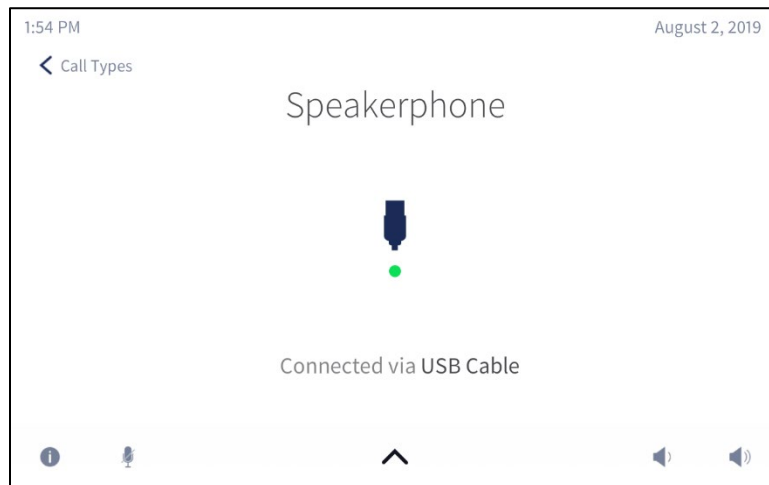 1:54 PM August 2, 2019
Call Types
Speakerphone
Connected via USB Cable